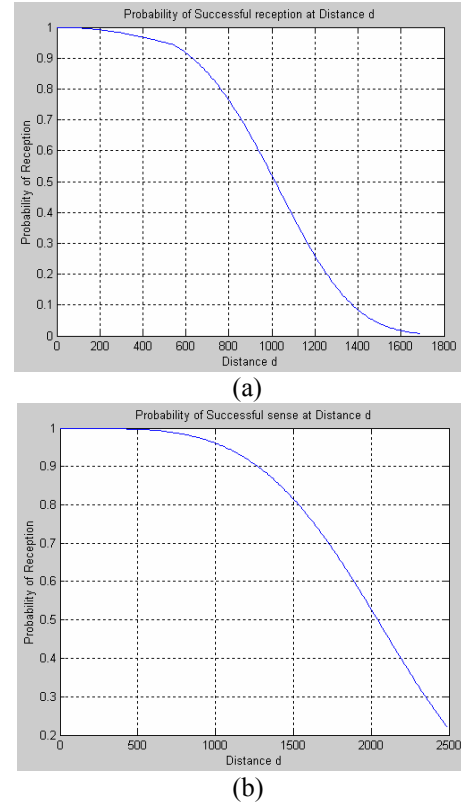 Probability of Successful reception at Distance d
1
0.9
0.8
0.7
0.6
0.5
0.4
0.3
0.2
0.1
0
Probability of Reception
0 200 400 600 800 1000 1200 1400 1600 1800
Distance d
(a)
Probability of Successful sense at Distance d
1
0.9
0.8
0.7
0.6
0.5
0.4
0.3
0.2
Probability of Reception
0 500 1000 1500 2000 2500
Distance d
(b)